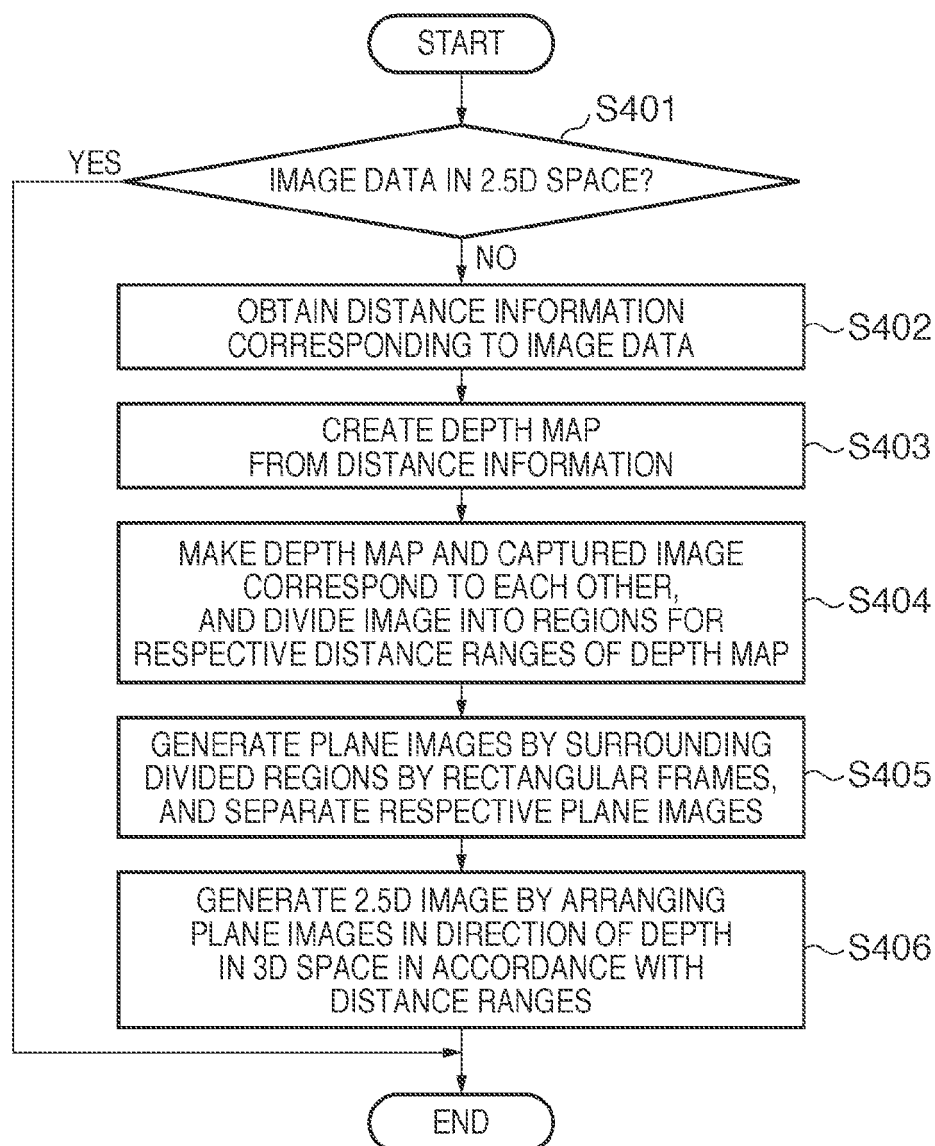 START
S401
YES
IMAGE DATA IN 2.5D SPACE?
NO
OBTAIN DISTANCE INFORMATION
CORRESPONDING TO IMAGE DATA
S402
CREATE DEPTH MAP
FROM DISTANCE INFORMATION
S403
MAKE DEPTH MAP AND CAPTURED IMAGE
CORRESPOND TO EACH OTHER,
AND DIVIDE IMAGE INTO REGIONS FOR
RESPECTIVE DISTANCE RANGES OF DEPTH MAP
S404
GENERATE PLANE IMAGES BY SURROUNDING
DIVIDED REGIONS BY RECTANGULAR FRAMES,
AND SEPARATE RESPECTIVE PLANE IMAGES
S405
GENERATE 2.5D IMAGE BY ARRANGING
PLANE IMAGES IN DIRECTION OF DEPTH
IN 3D SPACE IN ACCORDANCE WITH
DISTANCE RANGES
S406
END